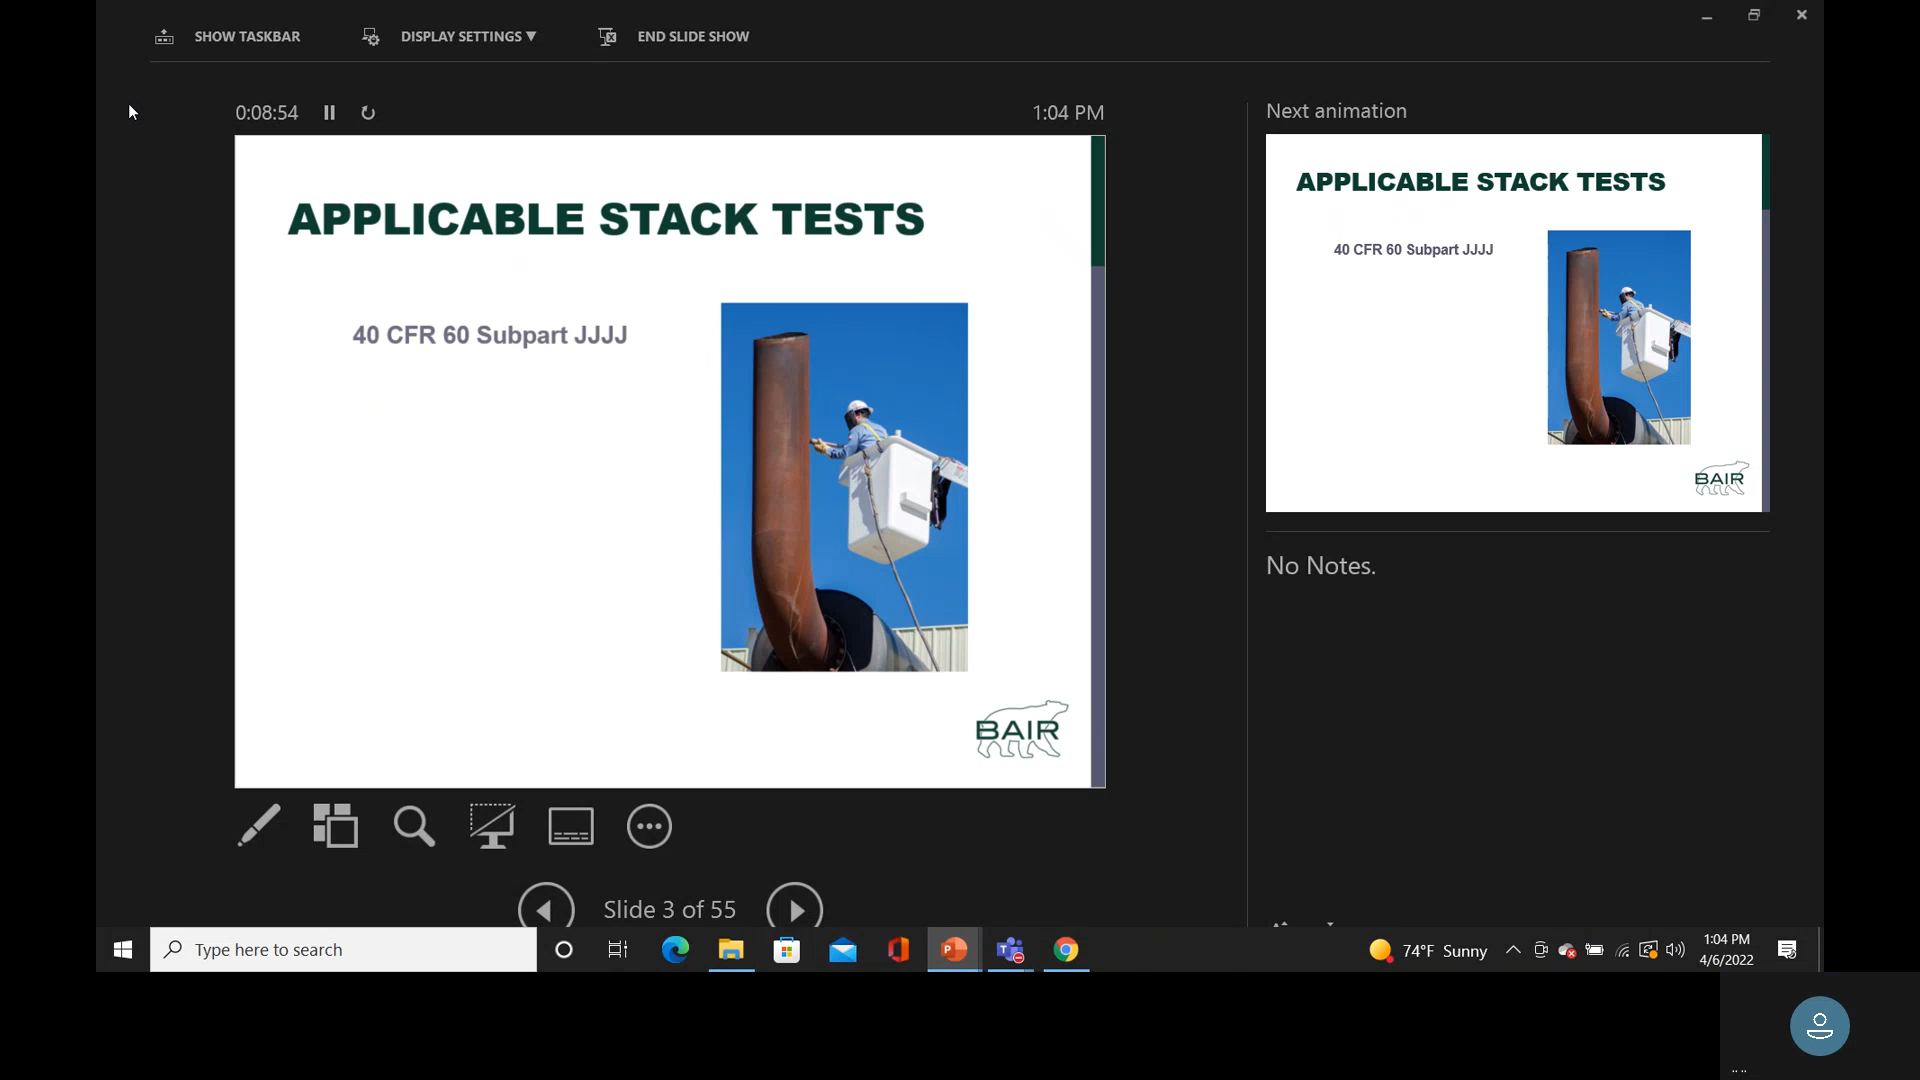 SHOW TASKBAR
DISPLAY SETTINGS ▼
END SLIDE SHOW
0:08:54
1:04 PM
APPLICABLE STACK TESTS
40 CFR 60 Subpart JJJJ
BAIR
Next animation
APPLICABLE STACK TESTS
40 CFR 60 Subpart JJJJ
BAIR
No Notes.
Slide 3 of 55
Type here to search
74°F Sunny
1:04 PM
4/6/2022